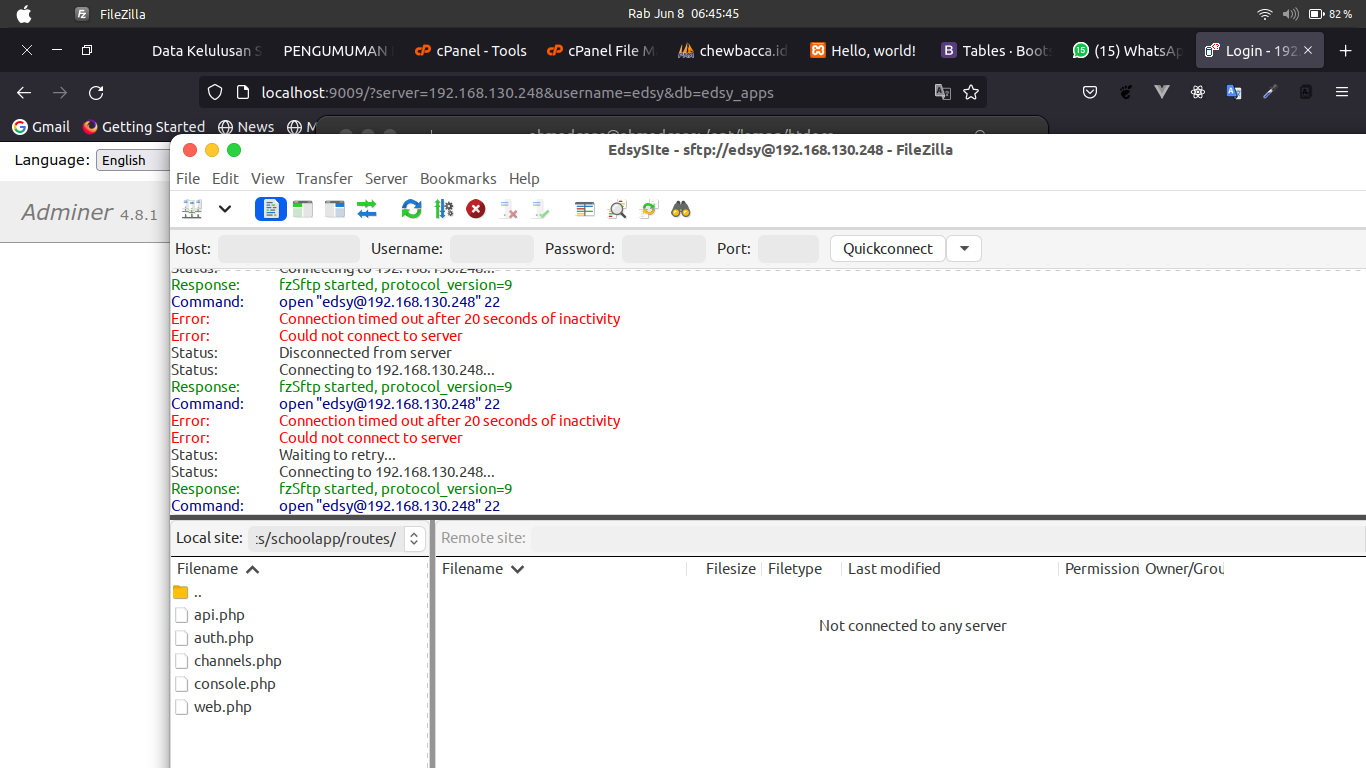 FileZilla Rab Jun 8 06:45:45 82 %
Data Kelulusan S PENGUMUMAN cPanel - Tools cPanel File M chewbacca.id Hello, world! Tables · Boots (15) WhatsAp Login - 192
localhost:9009/?server=192.168.130.248&username=edsy&db=edsy_apps
Gmail Getting Started News M
Language: English
Adminer 4.8.1
EdsySIte - sftp://edsy@192.168.130.248 - FileZilla
File Edit View Transfer Server Bookmarks Help
Host: Username: Password: Port: Quickconnect
Status: Connecting to 192.168.130.248...
Response: fzSftp started, protocol_version=9
Command: open "edsy@192.168.130.248" 22
Error: Connection timed out after 20 seconds of inactivity
Error: Could not connect to server
Status: Disconnected from server
Status: Connecting to 192.168.130.248...
Response: fzSftp started, protocol_version=9
Command: open "edsy@192.168.130.248" 22
Error: Connection timed out after 20 seconds of inactivity
Error: Could not connect to server
Status: Waiting to retry...
Status: Connecting to 192.168.130.248...
Response: fzSftp started, protocol_version=9
Command: open "edsy@192.168.130.248" 22
Local site: :s/schoolapp/routes/ Remote site:
Filename Filename Filesize Filetype Last modified Permission Owner/Grou
..
api.php
auth.php
channels.php
console.php
web.php
Not connected to any server